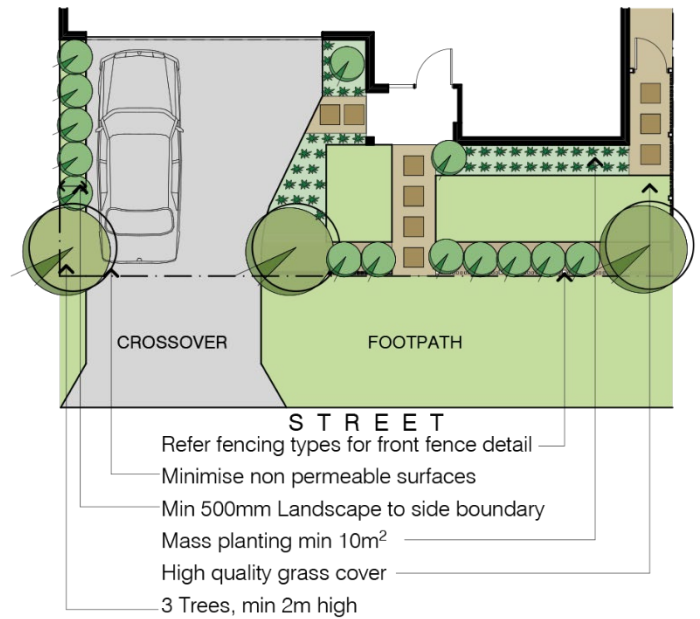 CROSSOVER
FOOTPATH
STREET
Refer fencing types for front fence detail
Minimise non permeable surfaces
Min 500mm Landscape to side boundary
Mass planting min 10m²
High quality grass cover
3 Trees, min 2m high